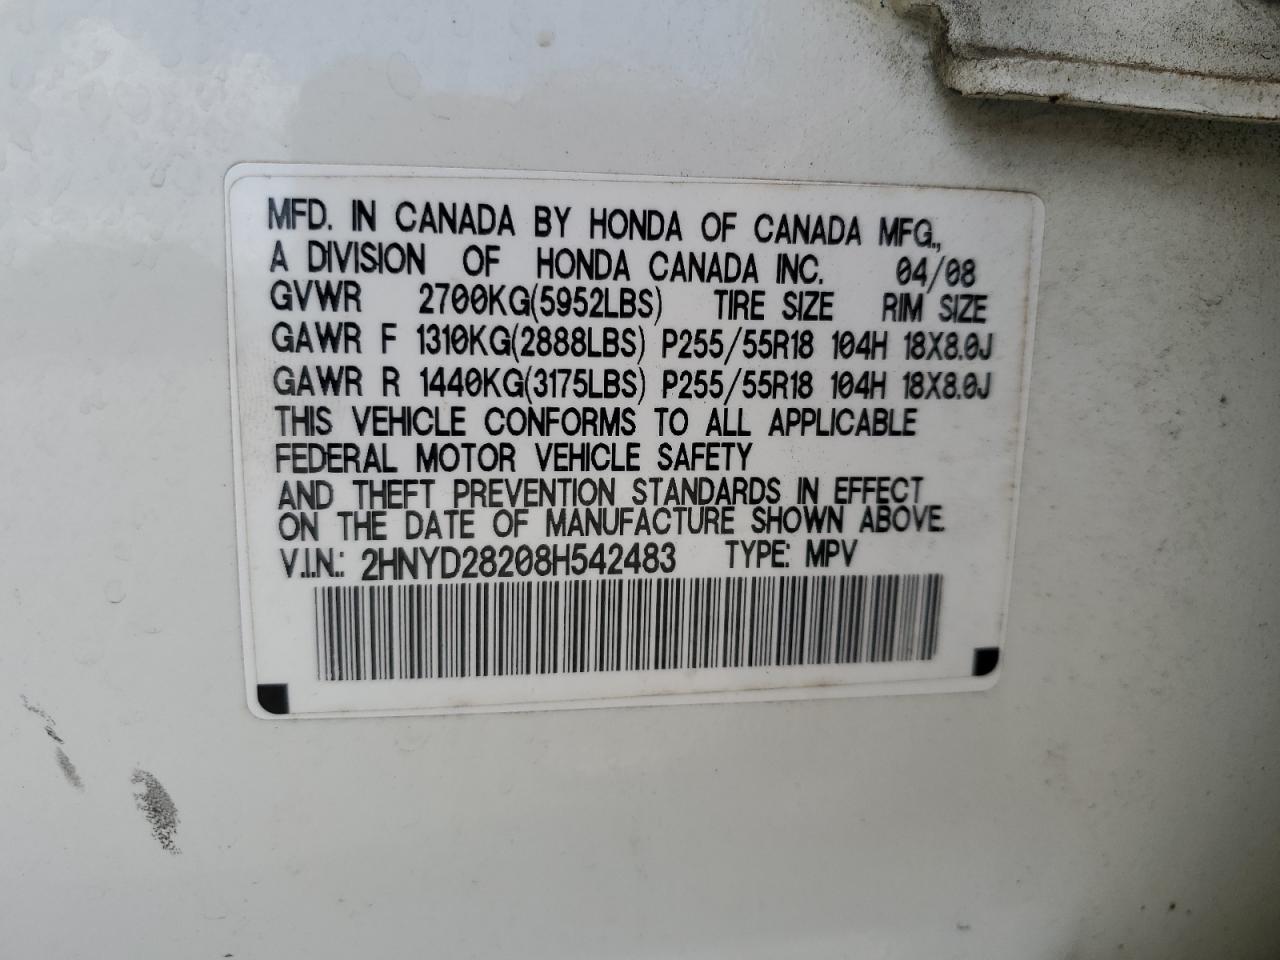 MFD. IN CANADA BY HONDA OF CANADA MFG.,
A DIVISION OF HONDA CANADA INC. 04/08
GVWR 2700KG(5952LBS) TIRE SIZE RIM SIZE
GAWR F 1310KG(2888LBS) P255/55R18 104H 18X8.0J
GAWR R 1440KG(3175LBS) P255/55R18 104H 18X8.0J
THIS VEHICLE CONFORMS TO ALL APPLICABLE
FEDERAL MOTOR VEHICLE SAFETY
AND THEFT PREVENTION STANDARDS IN EFFECT
ON THE DATE OF MANUFACTURE SHOWN ABOVE.
V.I.N.: 2HNYD28208H542483 TYPE: MPV